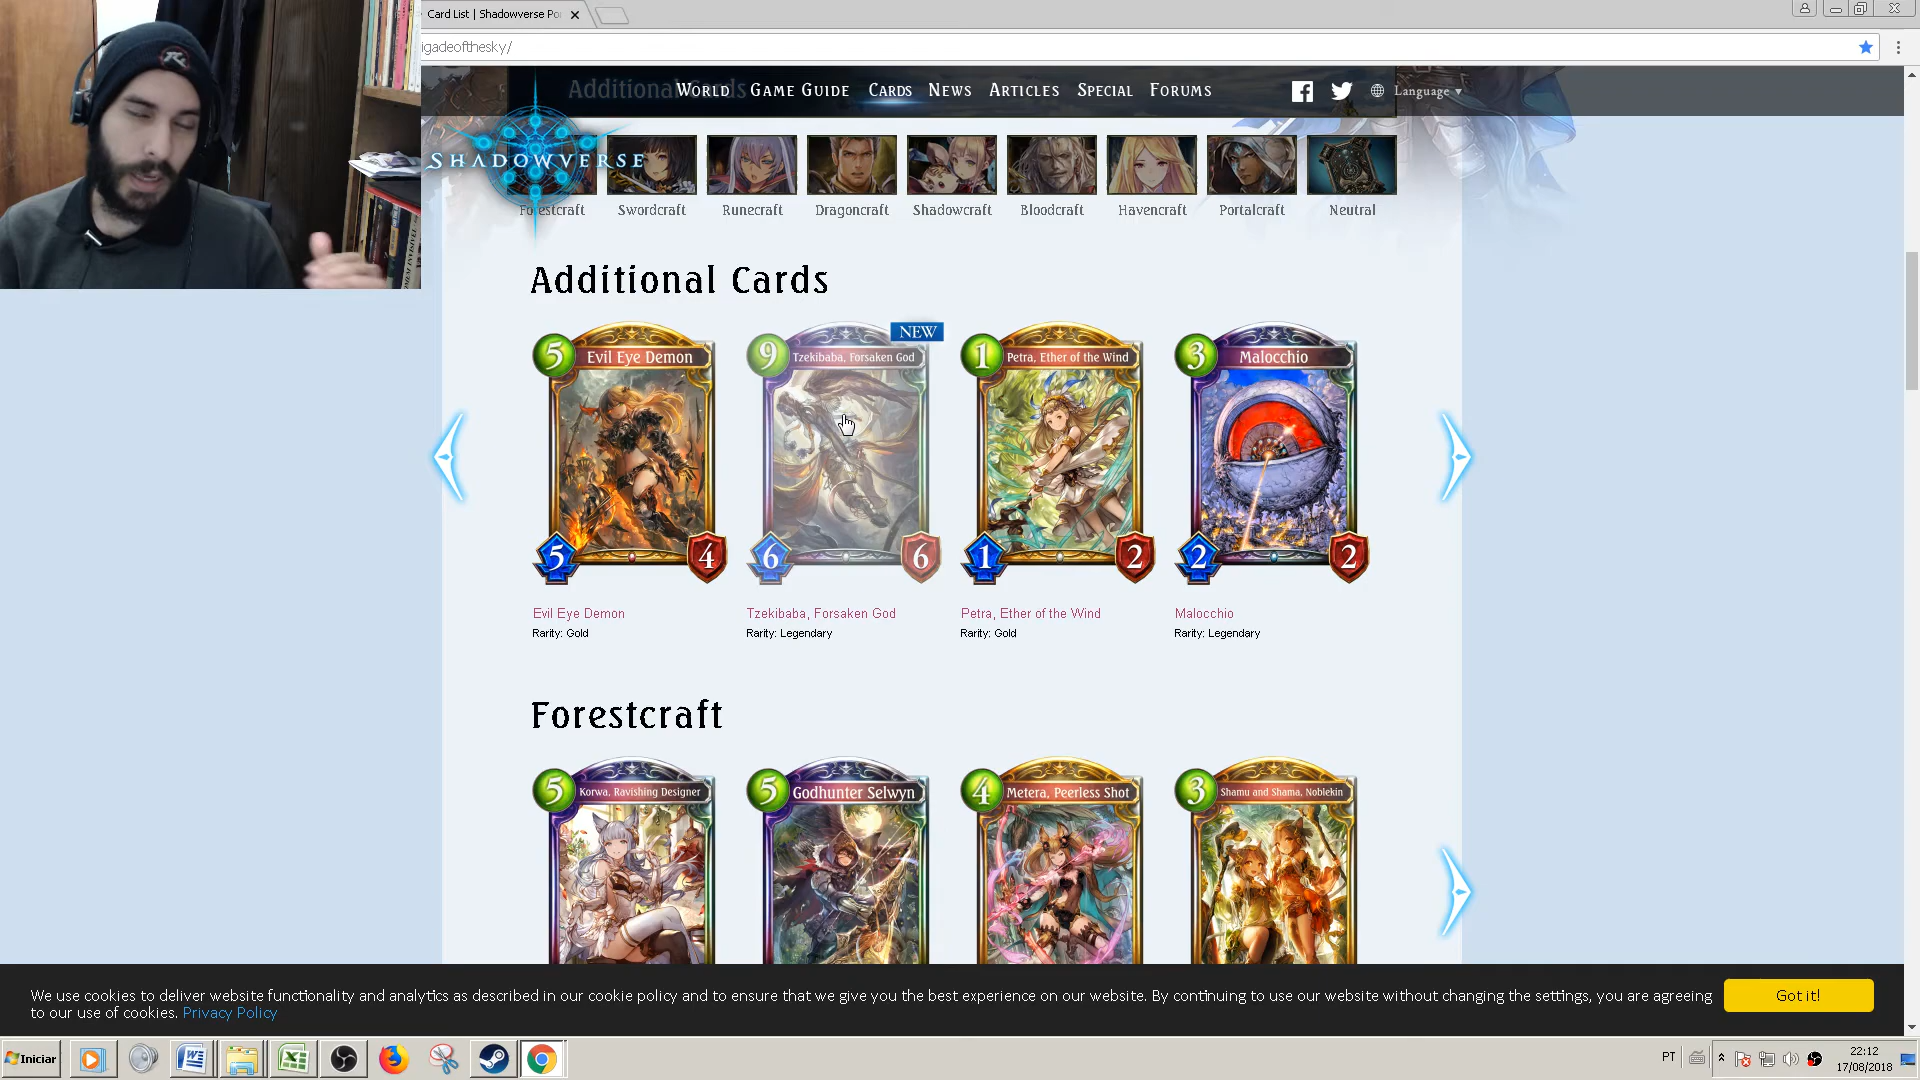 Card List | Shadowverse Po
igadeofthesky/
Additional Cards
WORLD
GAME GUIDE
CARDS
NEWS
ARTICLES
SPECIAL
FORUMS
Language
SHADOWVERSE
Forestcraft
Swordcraft
Runecraft
Dragoncraft
Shadowcraft
Bloodcraft
Havencraft
Portalcraft
Neutral
Additional Cards
NEW
5 Evil Eye Demon
9 Tzekibaba, Forsaken God
1 Petra, Ether of the Wind
3 Malocchio
5 4
6 6
1 2
2 2
Evil Eye Demon
Rarity: Gold
Tzekibaba, Forsaken God
Rarity: Legendary
Petra, Ether of the Wind
Rarity: Gold
Malocchio
Rarity: Legendary
Forestcraft
5 Korwa, Ravishing Designer
5 Godhunter Selwyn
4 Metera, Peerless Shot
3 Shamu and Shama, Noblekin
We use cookies to deliver website functionality and analytics as described in our cookie policy and to ensure that we give you the best experience on our website. By continuing to use our website without changing the settings, you are agreeing
to our use of cookies. Privacy Policy
Got it!
Iniciar
PT
22:12
17/08/2018